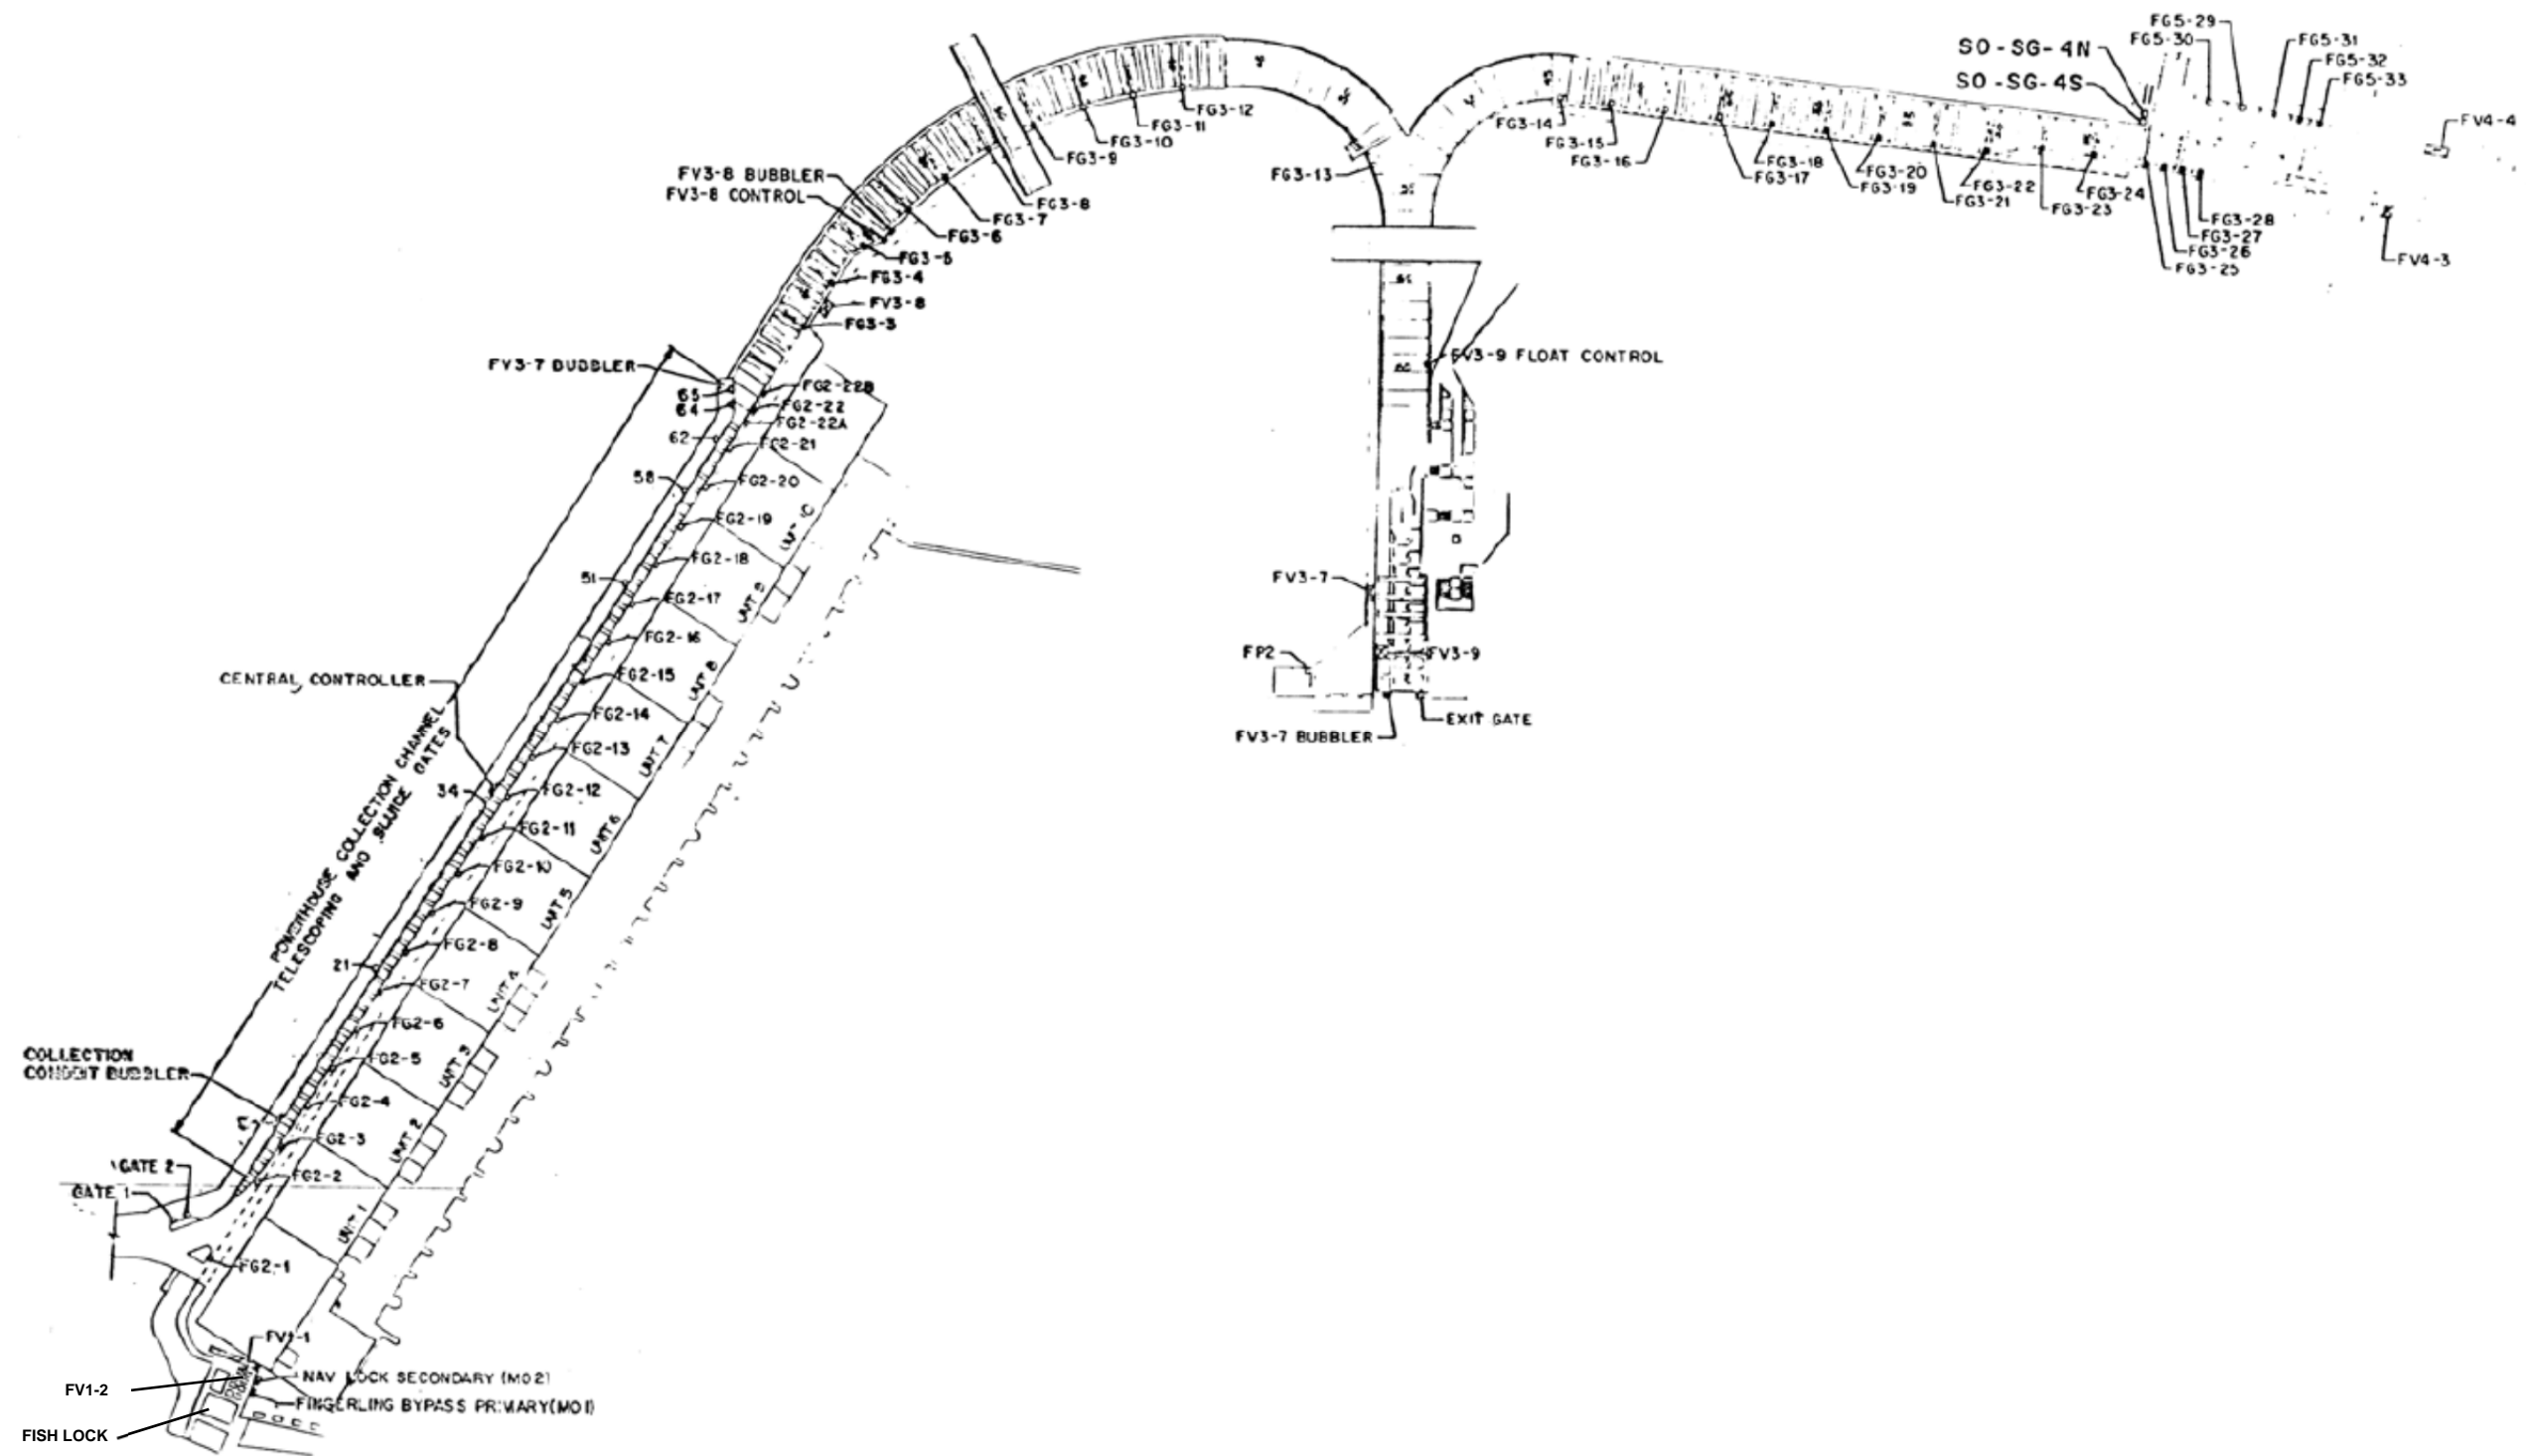 FG5-29
FG5-30
SO-SG-4N
SO-SG-4S
FG5-31
FG5-32
FG5-33
FV4-4
FV4-3
FG3-28
FG3-27
FG3-26
FG3-25
FG3-24
FG3-23
FG3-22
FG3-21
FG3-20
FG3-19
FG3-18
FG3-17
FG3-16
FG3-15
FG3-14
FG3-13
FG3-12
FG3-11
FG3-10
FG3-9
FG3-8
FG3-7
FG3-6
FG3-5
FG3-4
FV3-8
FG3-3
FV3-8 BUBBLER
FV3-8 CONTROL
FV3-7 BUBBLER
65
64
62
58
51
34
21
FG2-22B
FG2-22
FG2-22A
FG2-21
FG2-20
FG2-19
FG2-18
FG2-17
FG2-16
FG2-15
FG2-14
FG2-13
FG2-12
FG2-11
FG2-10
FG2-9
FG2-8
FG2-7
FG2-6
FG2-5
FG2-4
FG2-3
FG2-2
FG2-1
UNIT 10
UNIT 9
UNIT 8
UNIT 7
UNIT 6
UNIT 5
UNIT 4
UNIT 3
UNIT 2
UNIT 1
CENTRAL CONTROLLER
POWERHOUSE COLLECTION CHANNEL
TELESCOPING AND SLUICE GATES
COLLECTION
CONDUIT BUBBLER
GATE 2
GATE 1
FV3-9 FLOAT CONTROL
FV3-7
FP2
FV3-9
EXIT GATE
FV3-7 BUBBLER
FV1-1
NAV LOCK SECONDARY (MO2)
FINGERLING BYPASS PRIMARY (MO1)
FV1-2
FISH LOCK